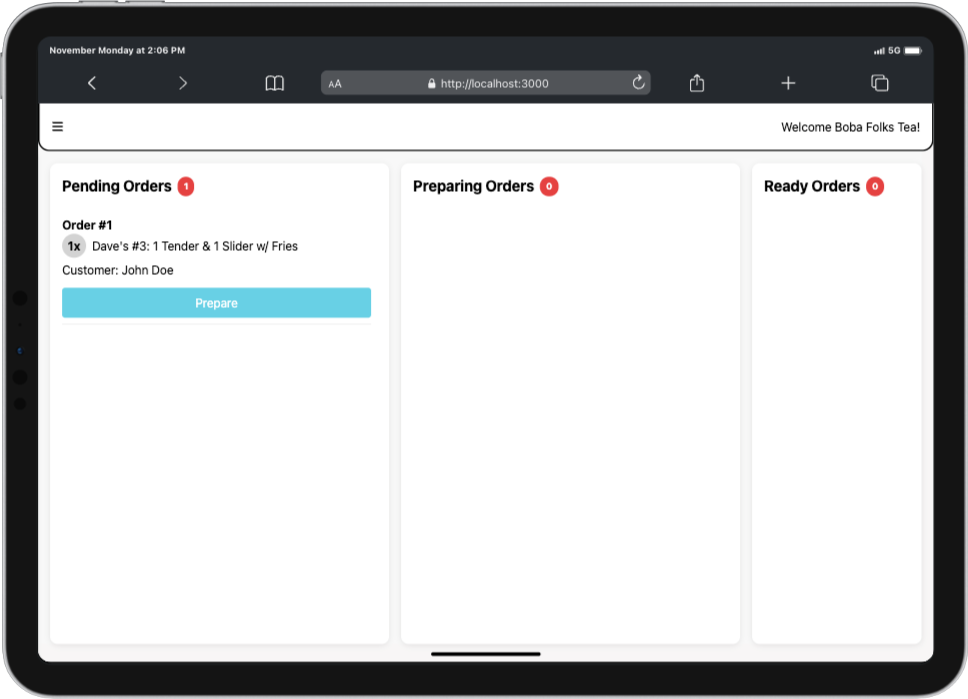 November Monday at 2:06 PM
5G
AA
http://localhost:3000
Welcome Boba Folks Tea!
Pending Orders 1
Order #1
1x Dave's #3: 1 Tender & 1 Slider w/ Fries
Customer: John Doe
Prepare
Preparing Orders 0
Ready Orders 0